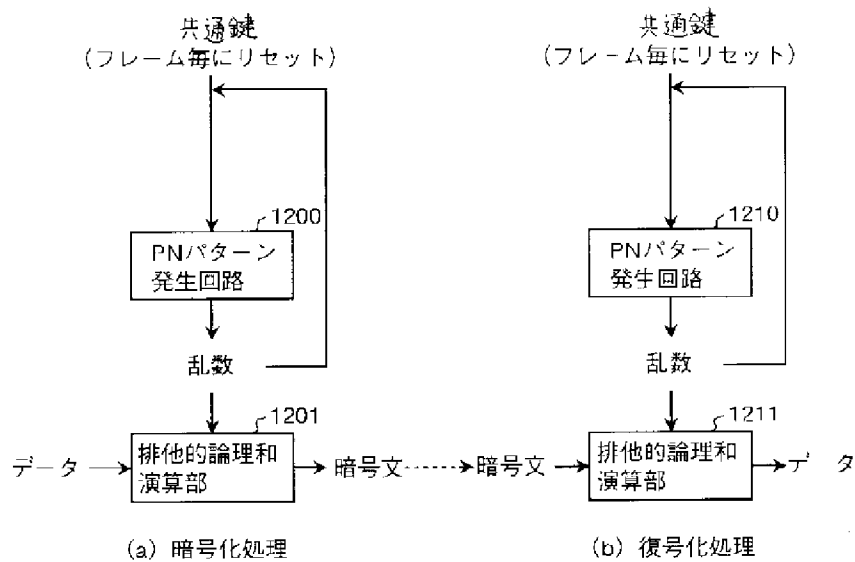 共通鍵
(フレーム毎にリセット)
1200
PNパターン
発生回路
乱数
1201
データ
排他的論理和
演算部
暗号文
(a) 暗号化処理
共通鍵
(フレーム毎にリセット)
1210
PNパターン
発生回路
乱数
1211
暗号文
排他的論理和
演算部
データ
(b) 復号化処理